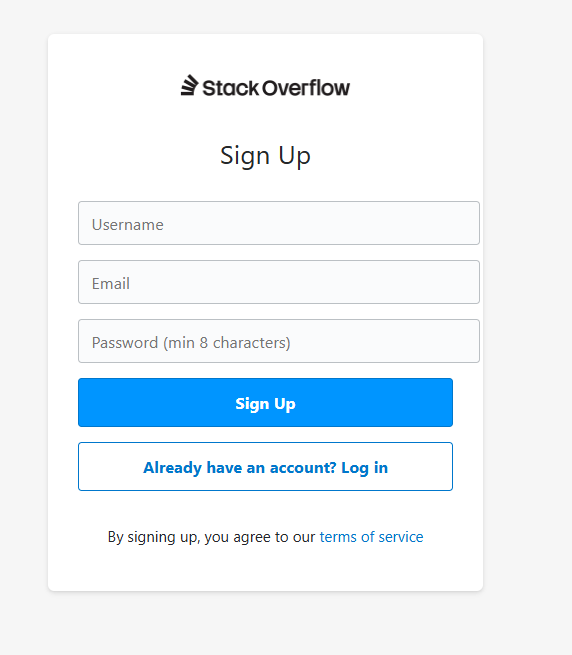 Stack Overflow
Sign Up
Username
Email
Password (min 8 characters)
Sign Up
Already have an account? Log in
By signing up, you agree to our terms of service